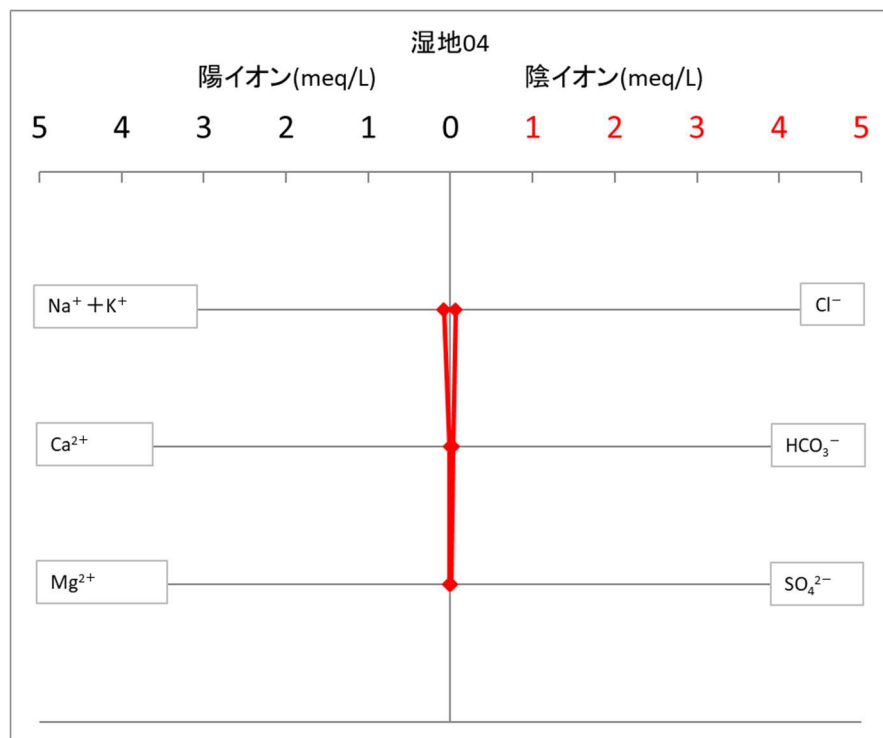 湿地04
陽イオン(meq/L) 陰イオン(meq/L)
5 4 3 2 1 0 1 2 3 4 5
Na⁺+K⁺ Cl⁻
Ca²⁺ HCO₃⁻
Mg²⁺ SO₄²⁻